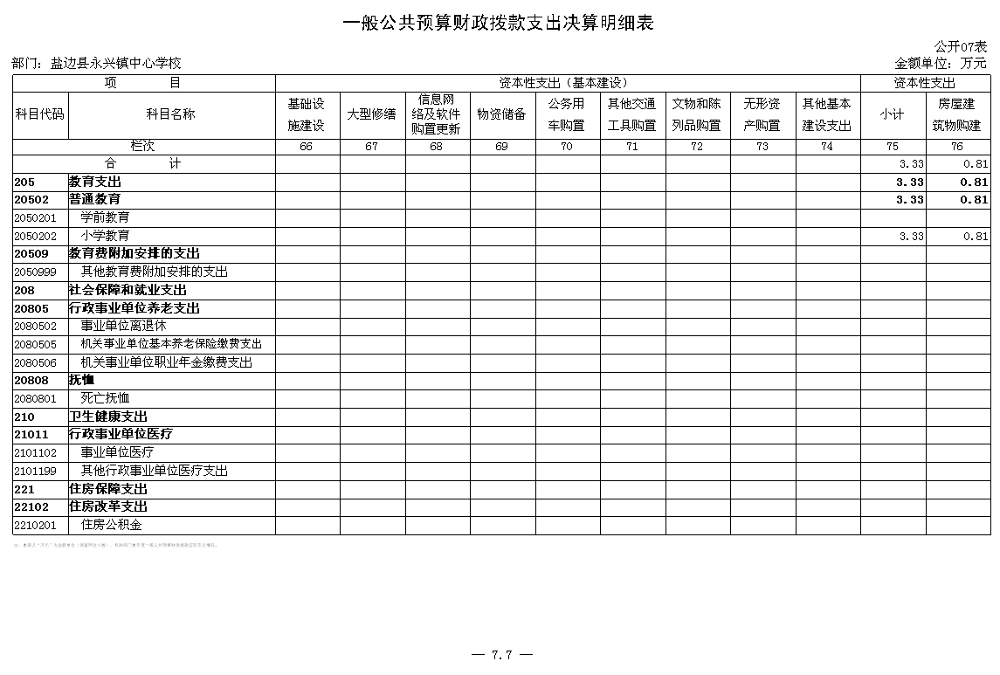 一般公共预算财政拨款支出决算明细表
公开07表
部门：盐边县永兴镇中心学校 金额单位：万元
项 目 资本性支出（基本建设） 资本性支出
科目代码 科目名称 基础设施建设 大型修缮 信息网络及软件购置更新 物资储备 公务用车购置 其他交通工具购置 文物和陈列品购置 无形资产购置 其他基本建设支出 小计 房屋建筑物购建
栏次 66 67 68 69 70 71 72 73 74 75 76
合 计 3.33 0.81
205 教育支出 3.33 0.81
20502 普通教育 3.33 0.81
2050201 学前教育
2050202 小学教育 3.33 0.81
20509 教育费附加安排的支出
2050999 其他教育费附加安排的支出
208 社会保障和就业支出
20805 行政事业单位养老支出
2080502 事业单位离退休
2080505 机关事业单位基本养老保险缴费支出
2080506 机关事业单位职业年金缴费支出
20808 抚恤
2080801 死亡抚恤
210 卫生健康支出
21011 行政事业单位医疗
2101102 事业单位医疗
2101199 其他行政事业单位医疗支出
221 住房保障支出
22102 住房改革支出
2210201 住房公积金
— 7.7 —